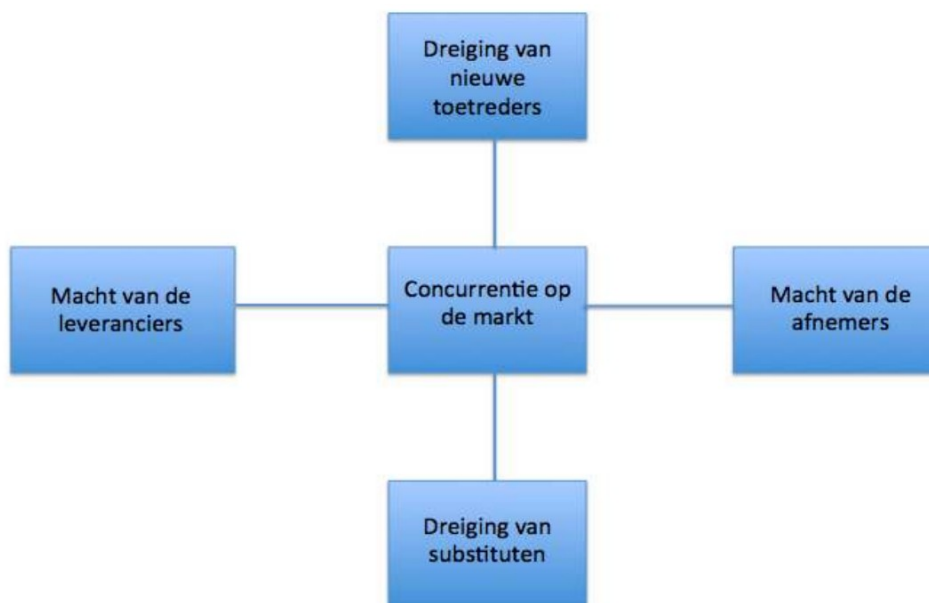 Dreiging van
nieuwe
toetreders
Macht van de
leveranciers
Concurrentie op
de markt
Macht van de
afnemers
Dreiging van
substituten